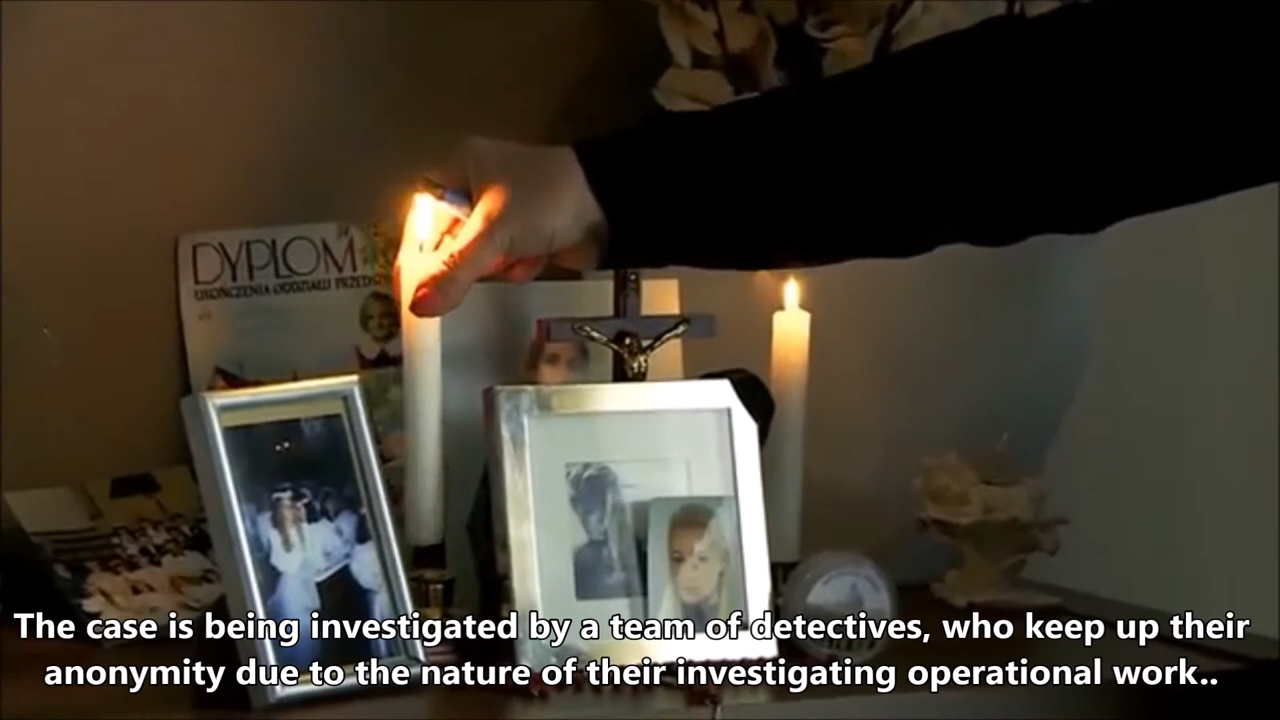 DYPLOM
UKOŃCZENIA ODDZIAŁU
The case is being investigated by a team of detectives, who keep up their
anonymity due to the nature of their investigating operational work..